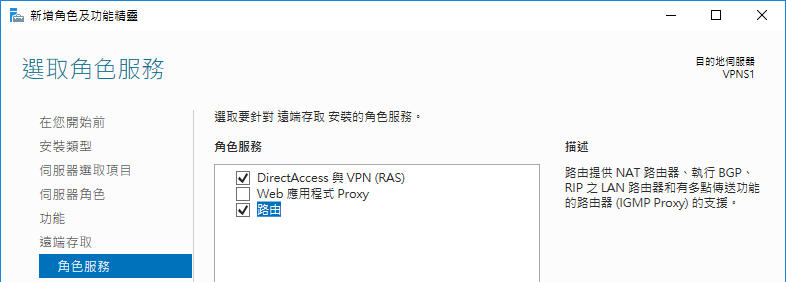 新增角色及功能精靈
選取角色服務
目的地伺服器
VPNS1
在您開始前
安裝類型
伺服器選取項目
伺服器角色
功能
遠端存取
角色服務
選取要針對 遠端存取 安裝的角色服務。
角色服務
DirectAccess 與 VPN (RAS)
Web 應用程式 Proxy
路由
描述
路由提供 NAT 路由器、執行 BGP、
RIP 之 LAN 路由器和有多點傳送功能
的路由器 (IGMP Proxy) 的支援。